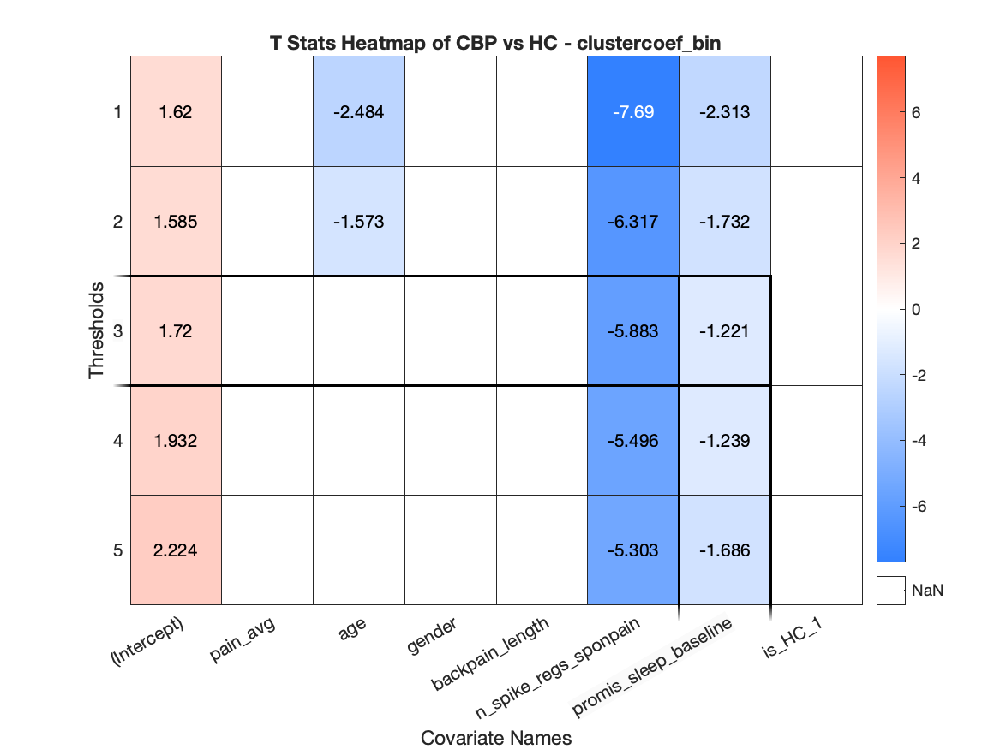 T Stats Heatmap of CBP vs HC - clustercoef_bin
Thresholds
1 1.62 -2.484 -7.69 -2.313
2 1.585 -1.573 -6.317 -1.732
3 1.72 -5.883 -1.221
4 1.932 -5.496 -1.239
5 2.224 -5.303 -1.686
(Intercept) pain_avg age gender backpain_length n_spike_regs_sponpain promis_sleep_baseline is_HC_1
Covariate Names
6
4
2
0
-2
-4
-6
NaN